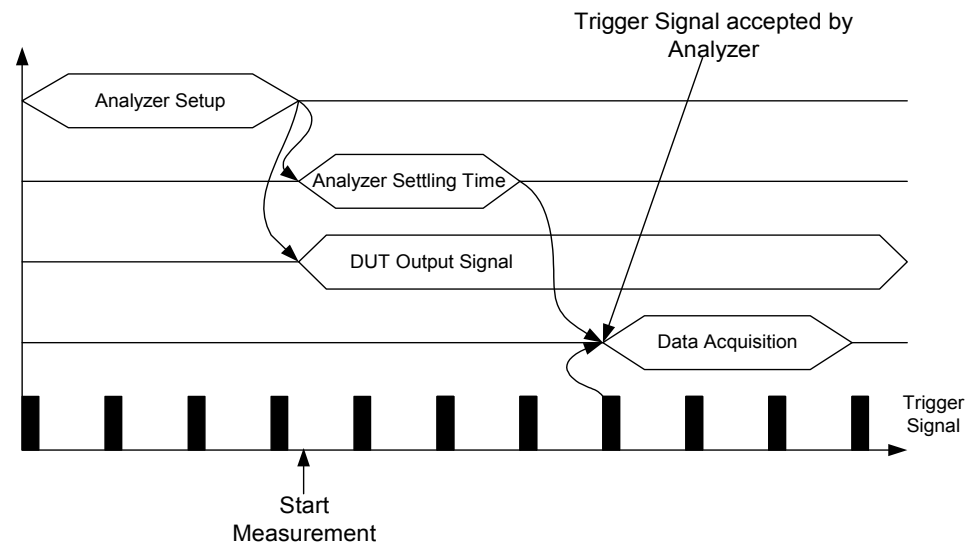 Trigger Signal accepted by
Analyzer
Analyzer Setup
Analyzer Settling Time
DUT Output Signal
Data Acquisition
Trigger
Signal
Start
Measurement